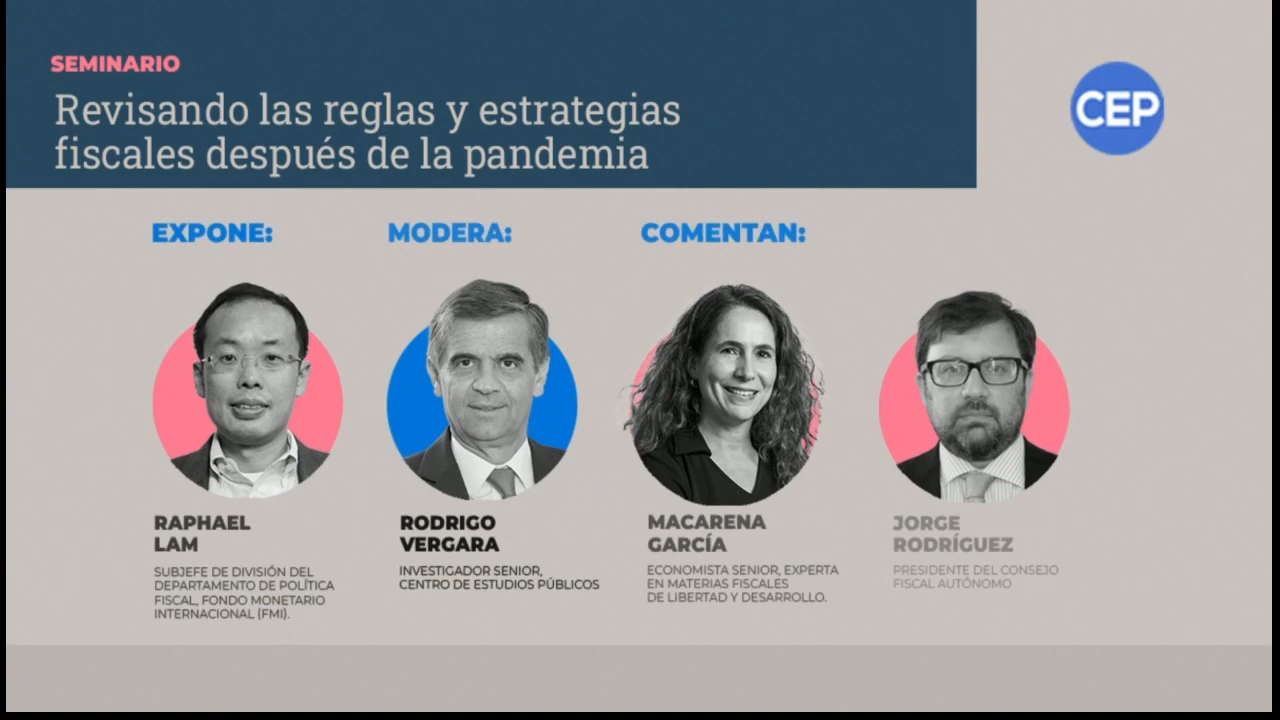 SEMINARIO
Revisando las reglas y estrategias
fiscales después de la pandemia
CEP
EXPONE:
MODERA:
COMENTAN:
RAPHAEL
LAM
SUBJEFE DE DIVISIÓN DEL
DEPARTAMENTO DE POLÍTICA
FISCAL, FONDO MONETARIO
INTERNACIONAL (FMI).
RODRIGO
VERGARA
INVESTIGADOR SENIOR,
CENTRO DE ESTUDIOS PÚBLICOS
MACARENA
GARCÍA
ECONOMISTA SENIOR, EXPERTA
EN MATERIAS FISCALES
DE LIBERTAD Y DESARROLLO.
JORGE
RODRÍGUEZ
PRESIDENTE DEL CONSEJO
FISCAL AUTÓNOMO